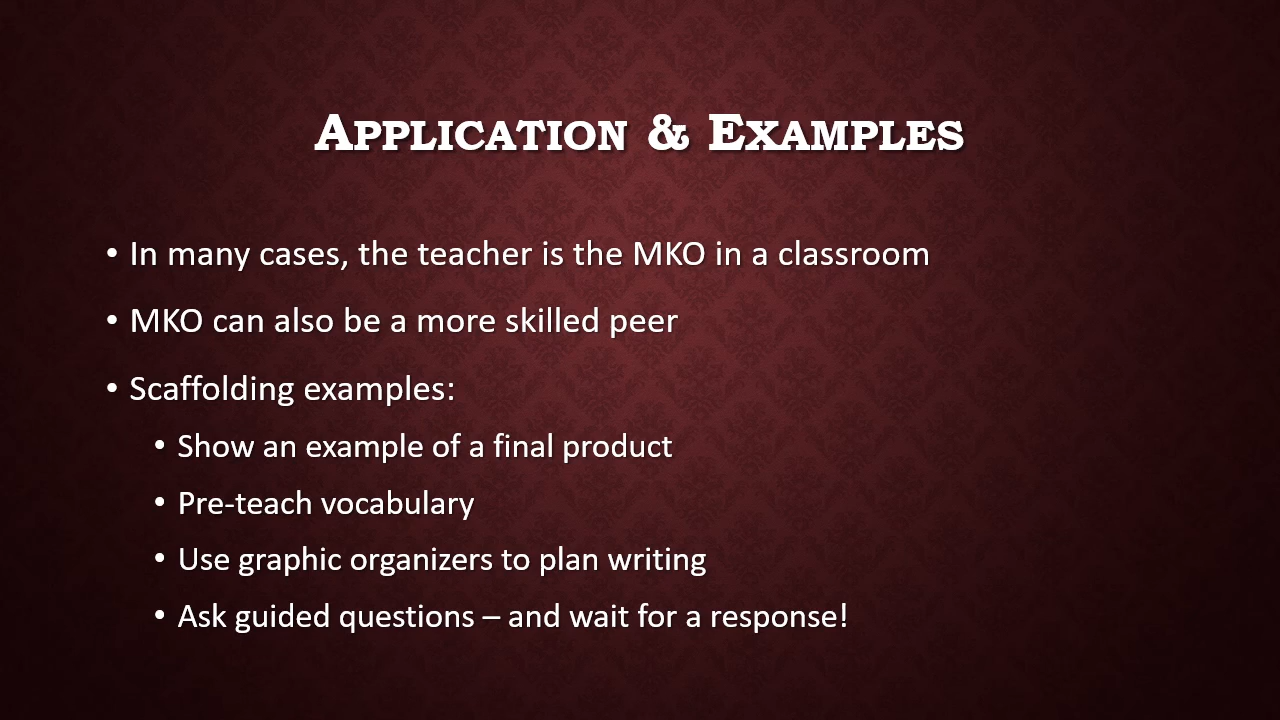 Application & Examples
• In many cases, the teacher is the MKO in a classroom
• MKO can also be a more skilled peer
• Scaffolding examples:
• Show an example of a final product
• Pre-teach vocabulary
• Use graphic organizers to plan writing
• Ask guided questions – and wait for a response!